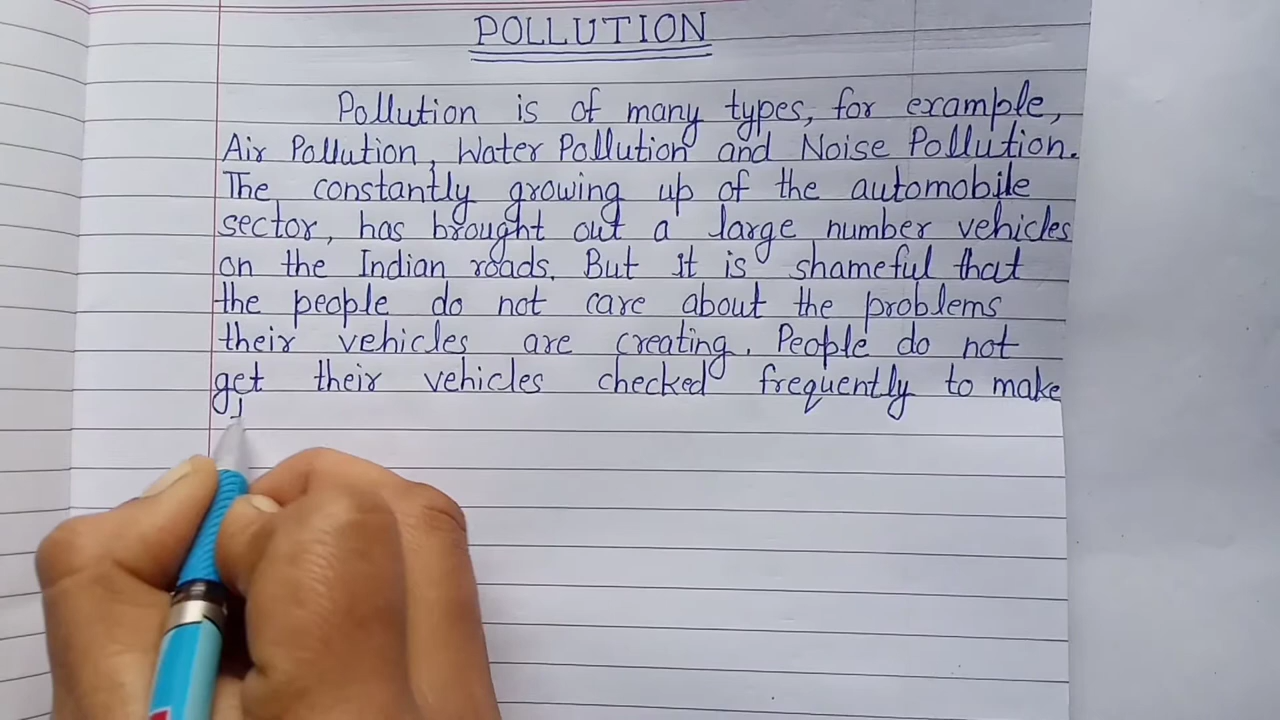 POLLUTION
Pollution is of many types, for example,
Air Pollution, Water Pollution and Noise Pollution.
The constantly growing up of the automobile
sector, has brought out a large number vehicles
on the Indian roads. But it is shameful that
the people do not care about the problems
their vehicles are creating. People do not
get their vehicles checked frequently to make